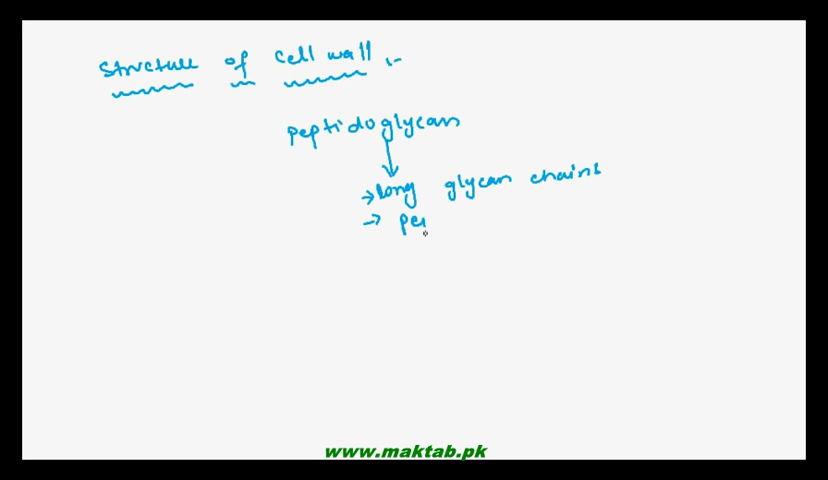 Structure of cell wall :-
peptidoglycan
→ Long glycan chains
→ pe
www.maktab.pk